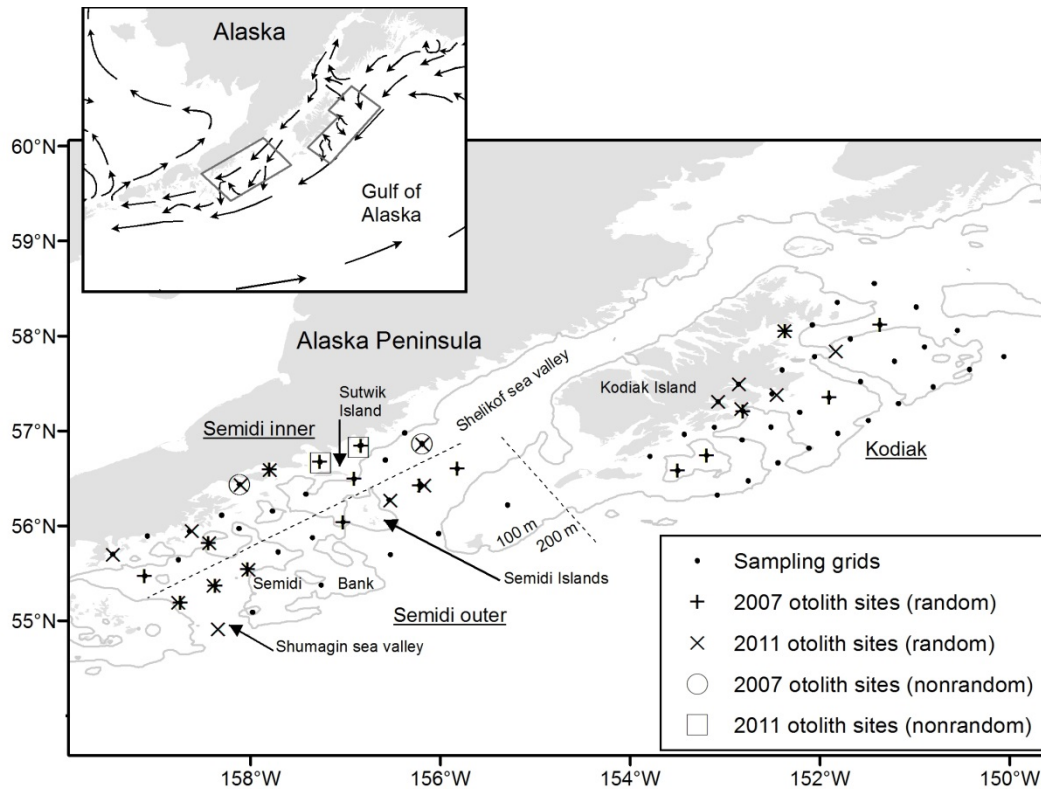 Alaska
Gulf of
Alaska
60°N
59°N
58°N
57°N
56°N
55°N
Alaska Peninsula
Sutwik
Island
Semidi inner
Shelikof sea valley
Kodiak Island
Kodiak
100 m
200 m
Semidi Islands
Semidi
Bank
Semidi outer
Shumagin sea valley
Sampling grids
2007 otolith sites (random)
2011 otolith sites (random)
2007 otolith sites (nonrandom)
2011 otolith sites (nonrandom)
158°W
156°W
154°W
152°W
150°W